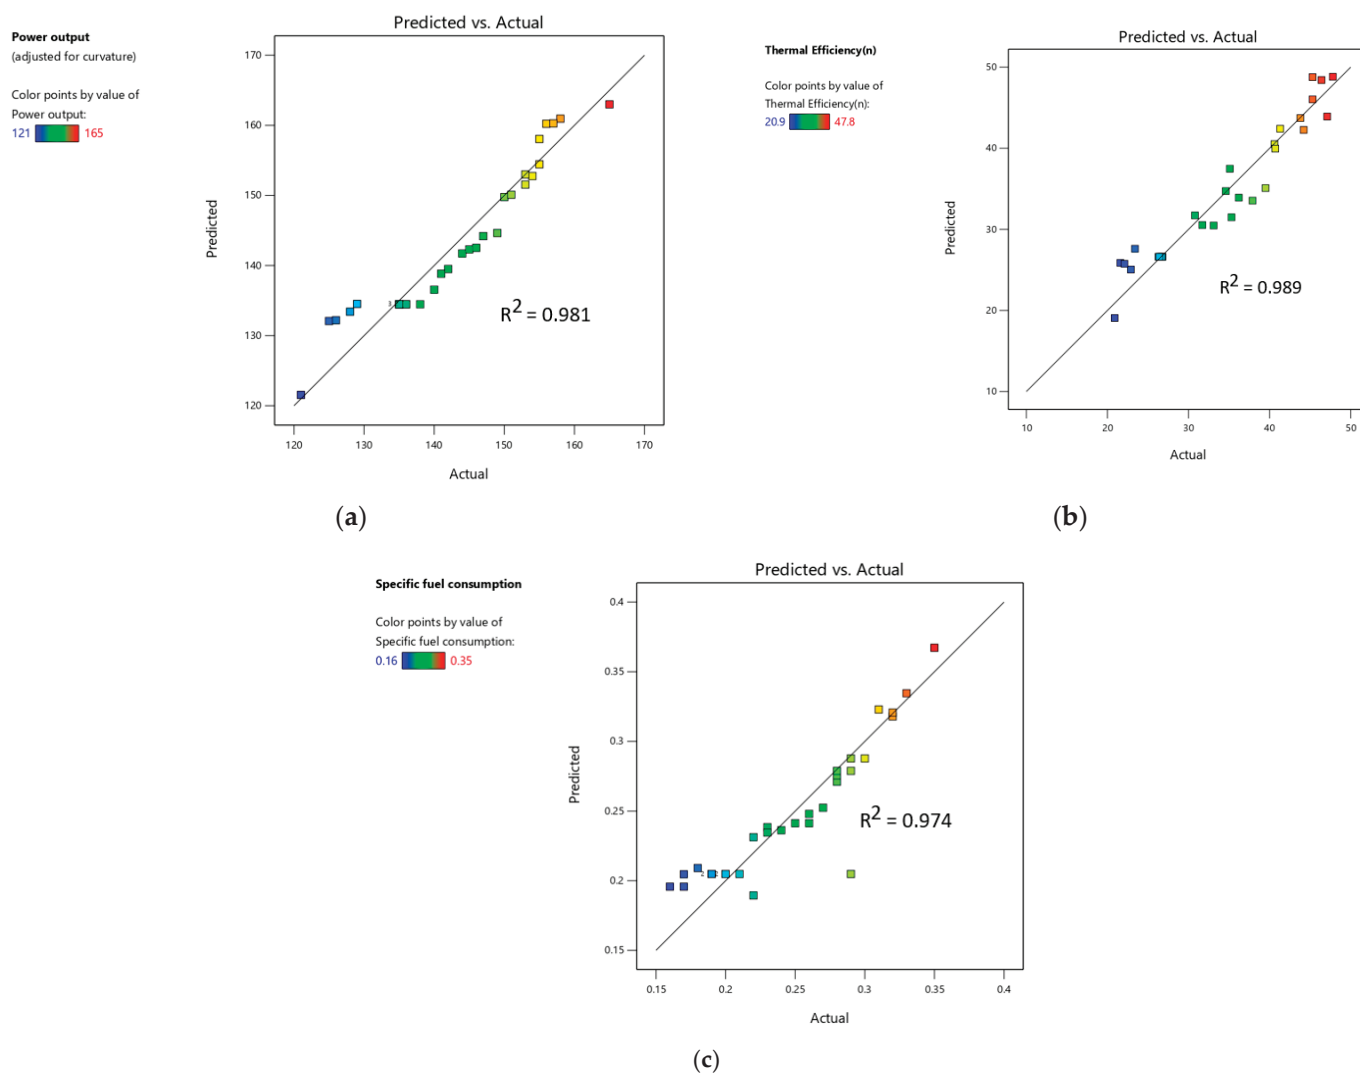 Predicted vs. Actual
Power output
(adjusted for curvature)
Color points by value of
Power output:
121 165
170
160
150
140
130
120
Predicted
R2 = 0.981
120 130 140 150 160 170
Actual
(a)
Predicted vs. Actual
Thermal Efficiency(n)
Color points by value of
Thermal Efficiency(n):
20.9 47.8
50
40
30
20
10
Predicted
R2 = 0.989
10 20 30 40 50
Actual
(b)
Predicted vs. Actual
Specific fuel consumption
Color points by value of
Specific fuel consumption:
0.16 0.35
0.4
0.35
0.3
0.25
0.2
0.15
Predicted
R2 = 0.974
0.15 0.2 0.25 0.3 0.35 0.4
Actual
(c)